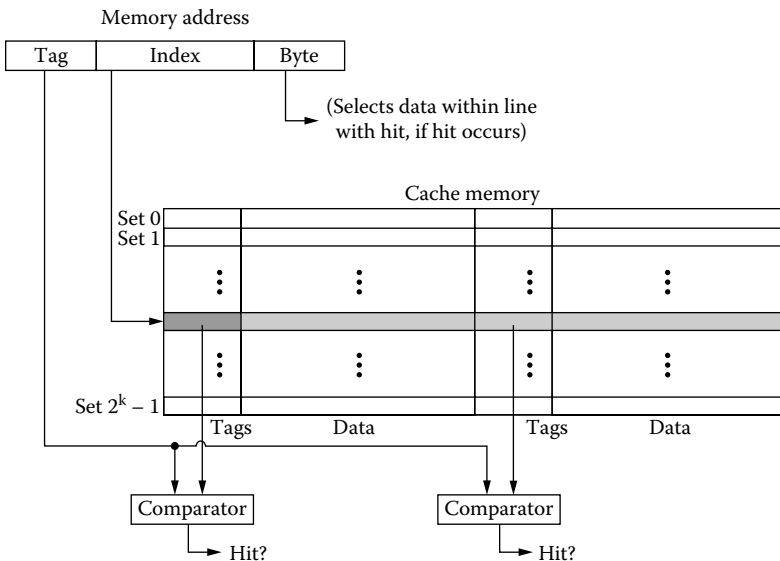 Memory address
Tag Index Byte
(Selects data within line
with hit, if hit occurs)
Cache memory
Set 0
Set 1
Set 2^k – 1
Tags Data Tags Data
Comparator Comparator
Hit? Hit?